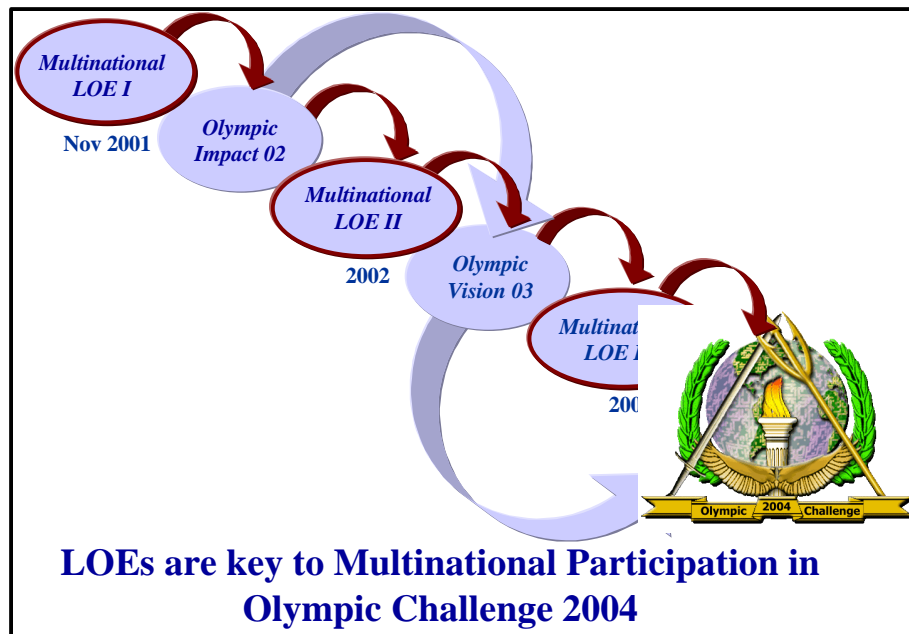 Multinational
LOE I
Nov 2001
Olympic
Impact 02
Multinational
LOE II
2002
Olympic
Vision 03
LOE
Olympic 2004 Challenge
LOEs are key to Multinational Participation in
Olympic Challenge 2004